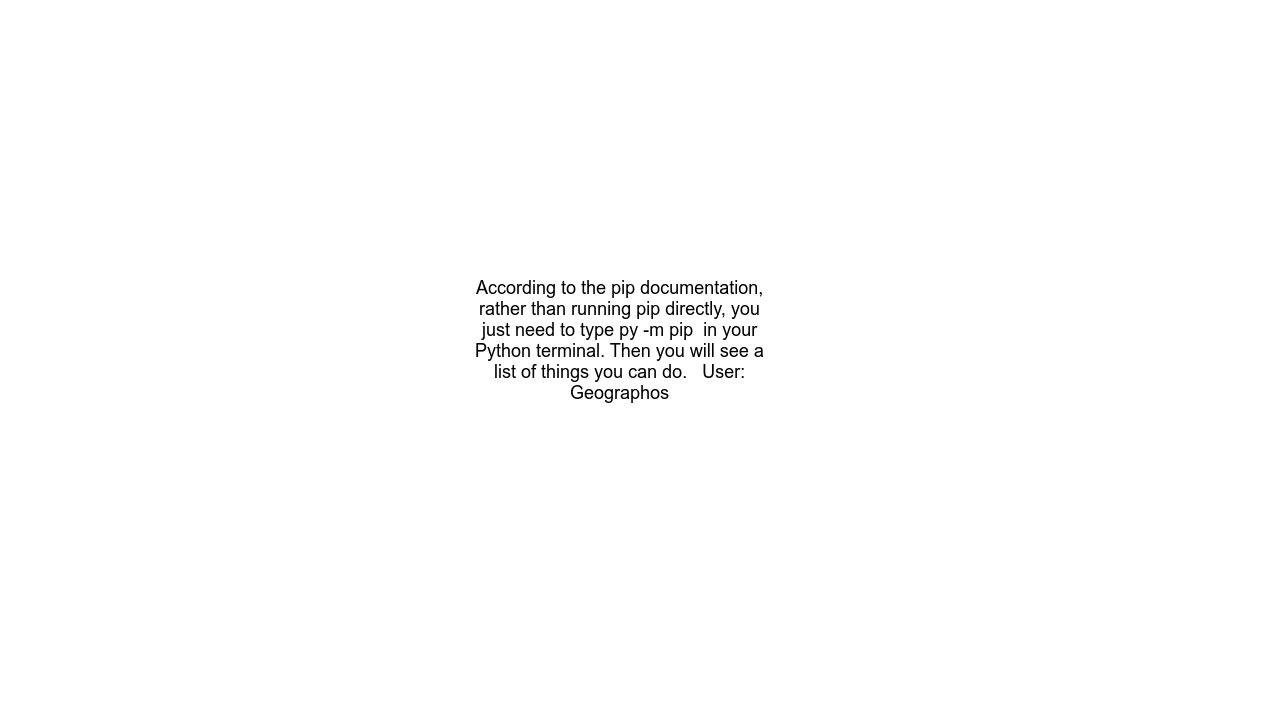 According to the pip documentation,
rather than running pip directly, you
just need to type py -m pip  in your
Python terminal. Then you will see a
list of things you can do.   User:
Geographos